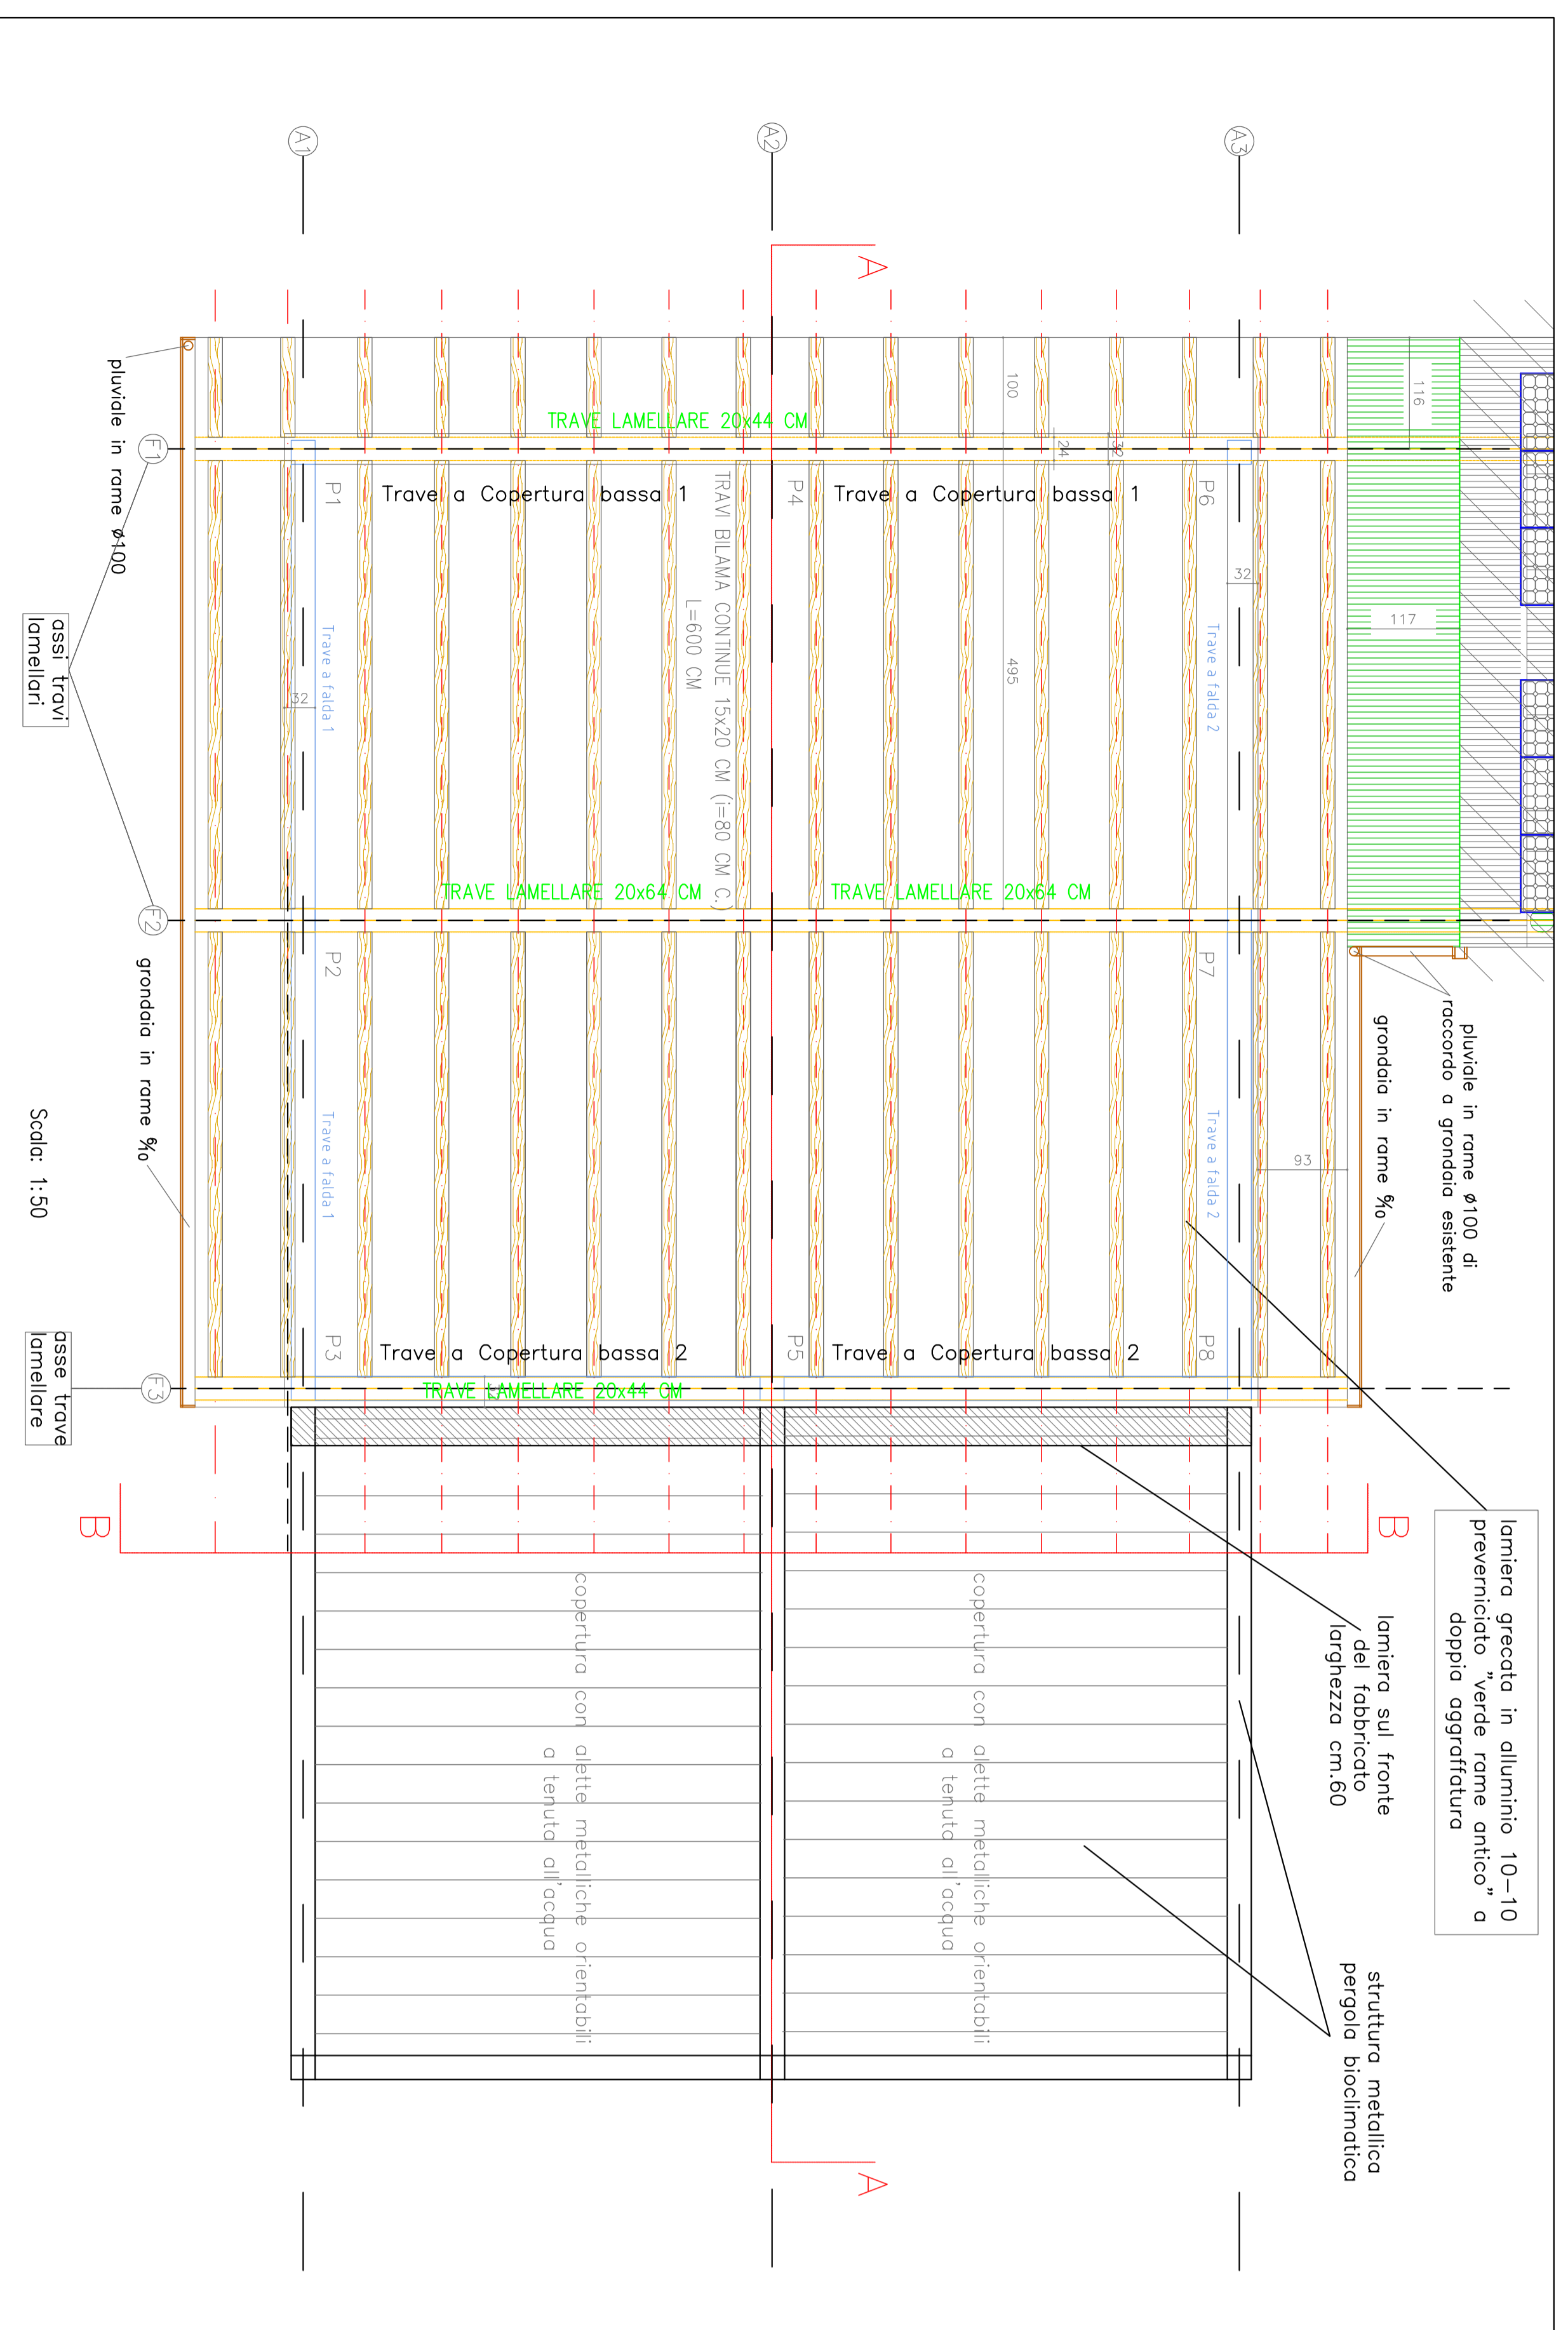 A1
A2
A3
A
A
B
B
116
117
100
24
32
32
32
495
93
TRAVE LAMELLARE 20x44 CM
Trave a Copertura bassa 1
Trave a Copertura bassa 1
P1
P4
P6
TRAVI BILAMA CONTINUE 15x20 CM (i=80 CM C.)
L=600 CM
Trave a falda 1
Trave a falda 2
TRAVE LAMELLARE 20x64 CM
TRAVE LAMELLARE 20x64 CM
P2
P7
Trave a falda 1
Trave a falda 2
P3
P5
P8
Trave a Copertura bassa 2
Trave a Copertura bassa 2
TRAVE LAMELLARE 20x44 CM
F1
F2
F3
pluviale in rame ø100
assi travi
lamellari
grondaia in rame 8/10
Scala: 1:50
asse trave
lamellare
pluviale in rame ø100 di
raccordo a grondaia esistente
grondaia in rame 8/10
lamiera grecata in alluminio 10-10
preverniciato "verde rame antico" a
doppia aggraffatura
lamiera sul fronte
del fabbricato
larghezza cm.60
struttura metallica
pergola bioclimatica
copertura con alette metalliche orientabili
a tenuta all'acqua
copertura con alette metalliche orientabili
a tenuta all'acqua